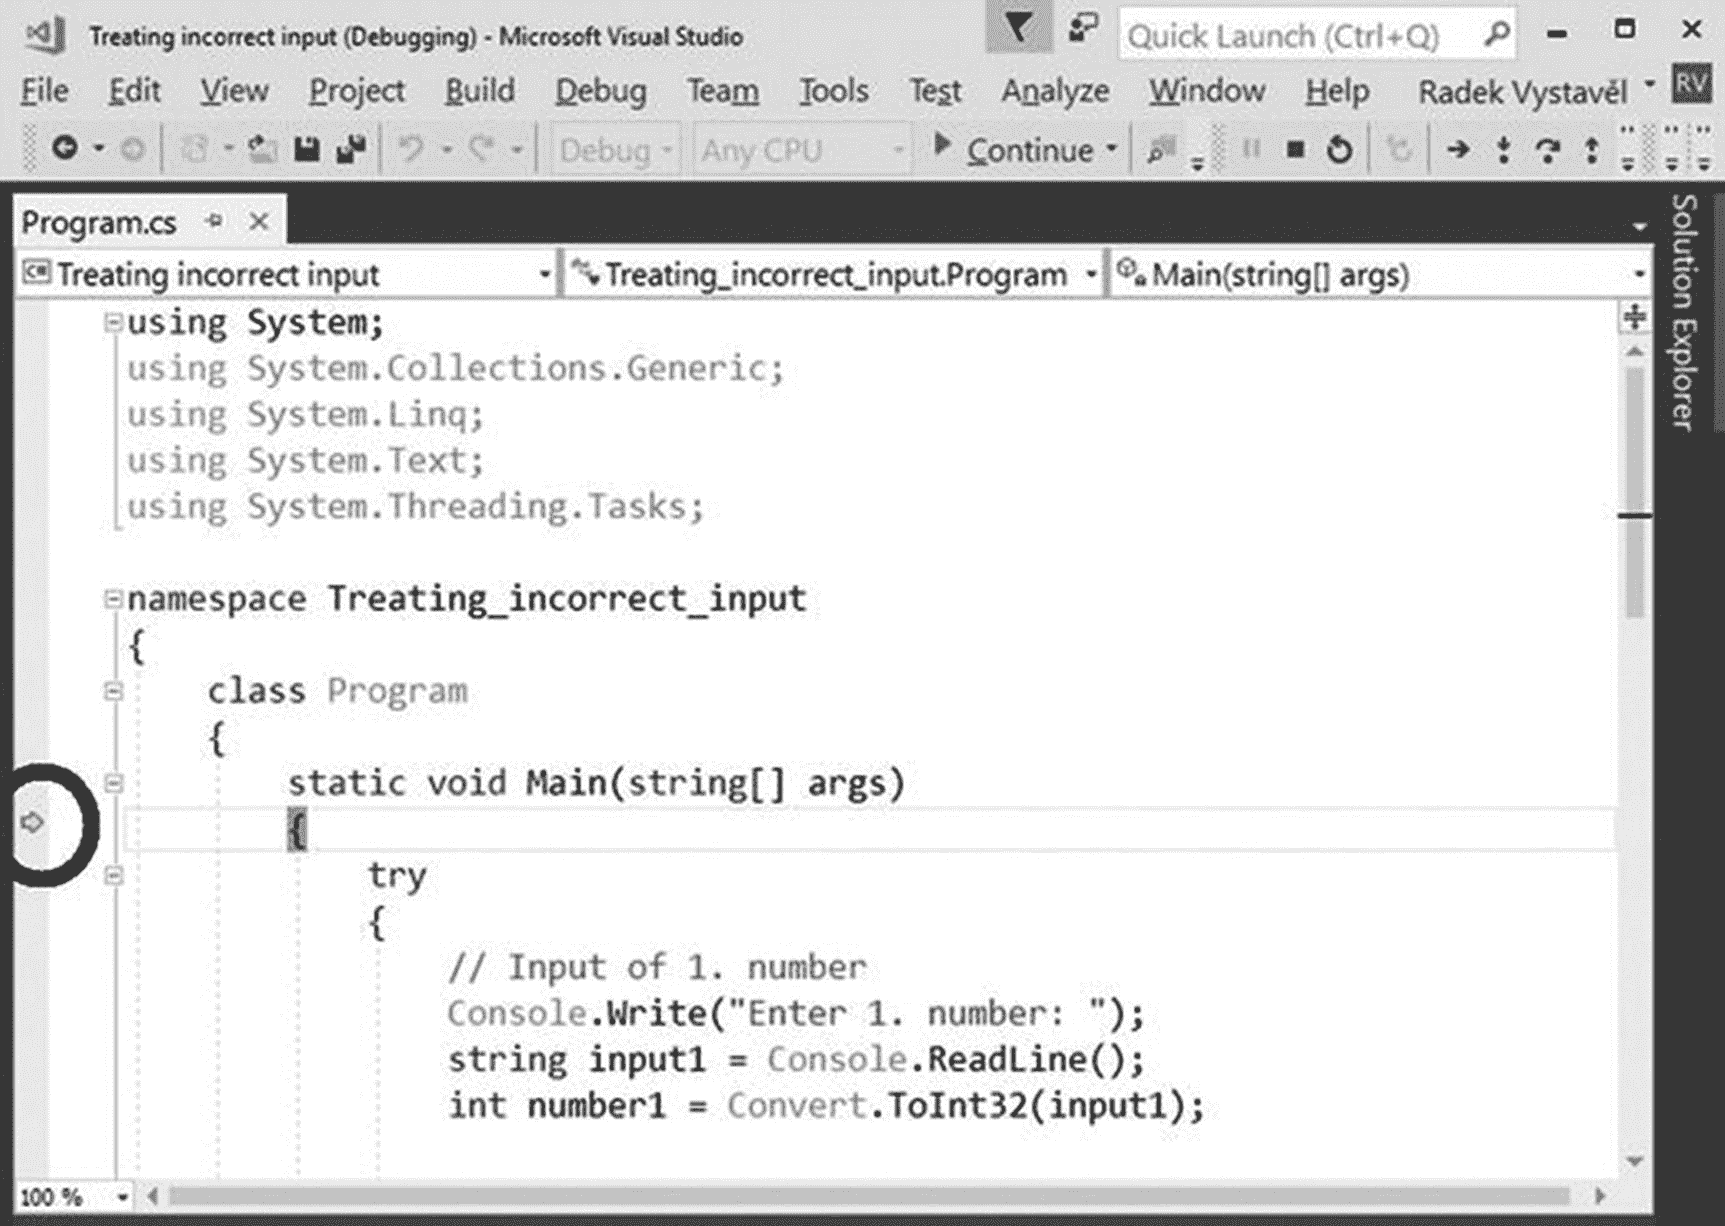 Treating incorrect input (Debugging) - Microsoft Visual Studio
Quick Launch (Ctrl+Q)
File Edit View Project Build Debug Team Tools Test Analyze Window Help Radek Vystavěl RV
Debug Any CPU Continue
Program.cs
Solution Explorer
C# Treating incorrect input Treating_incorrect_input.Program Main(string[] args)
using System;
using System.Collections.Generic;
using System.Linq;
using System.Text;
using System.Threading.Tasks;
namespace Treating_incorrect_input
{
class Program
{
static void Main(string[] args)
{
try
{
// Input of 1. number
Console.Write("Enter 1. number: ");
string input1 = Console.ReadLine();
int number1 = Convert.ToInt32(input1);
100 %